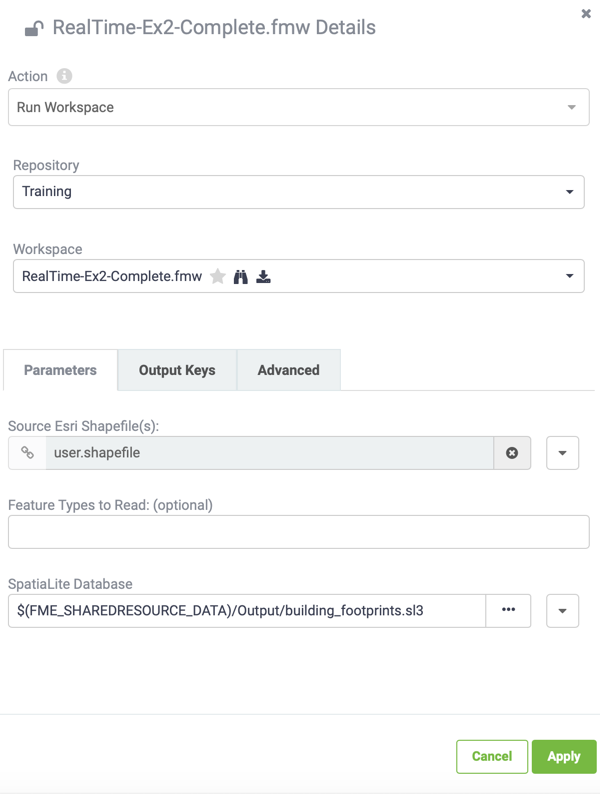 RealTime-Ex2-Complete.fmw Details
Action
Run Workspace
Repository
Training
Workspace
RealTime-Ex2-Complete.fmw
Parameters Output Keys Advanced
Source Esri Shapefile(s):
user.shapefile
Feature Types to Read: (optional)
SpatiaLite Database
$(FME_SHAREDRESOURCE_DATA)/Output/building_footprints.sl3
Cancel Apply